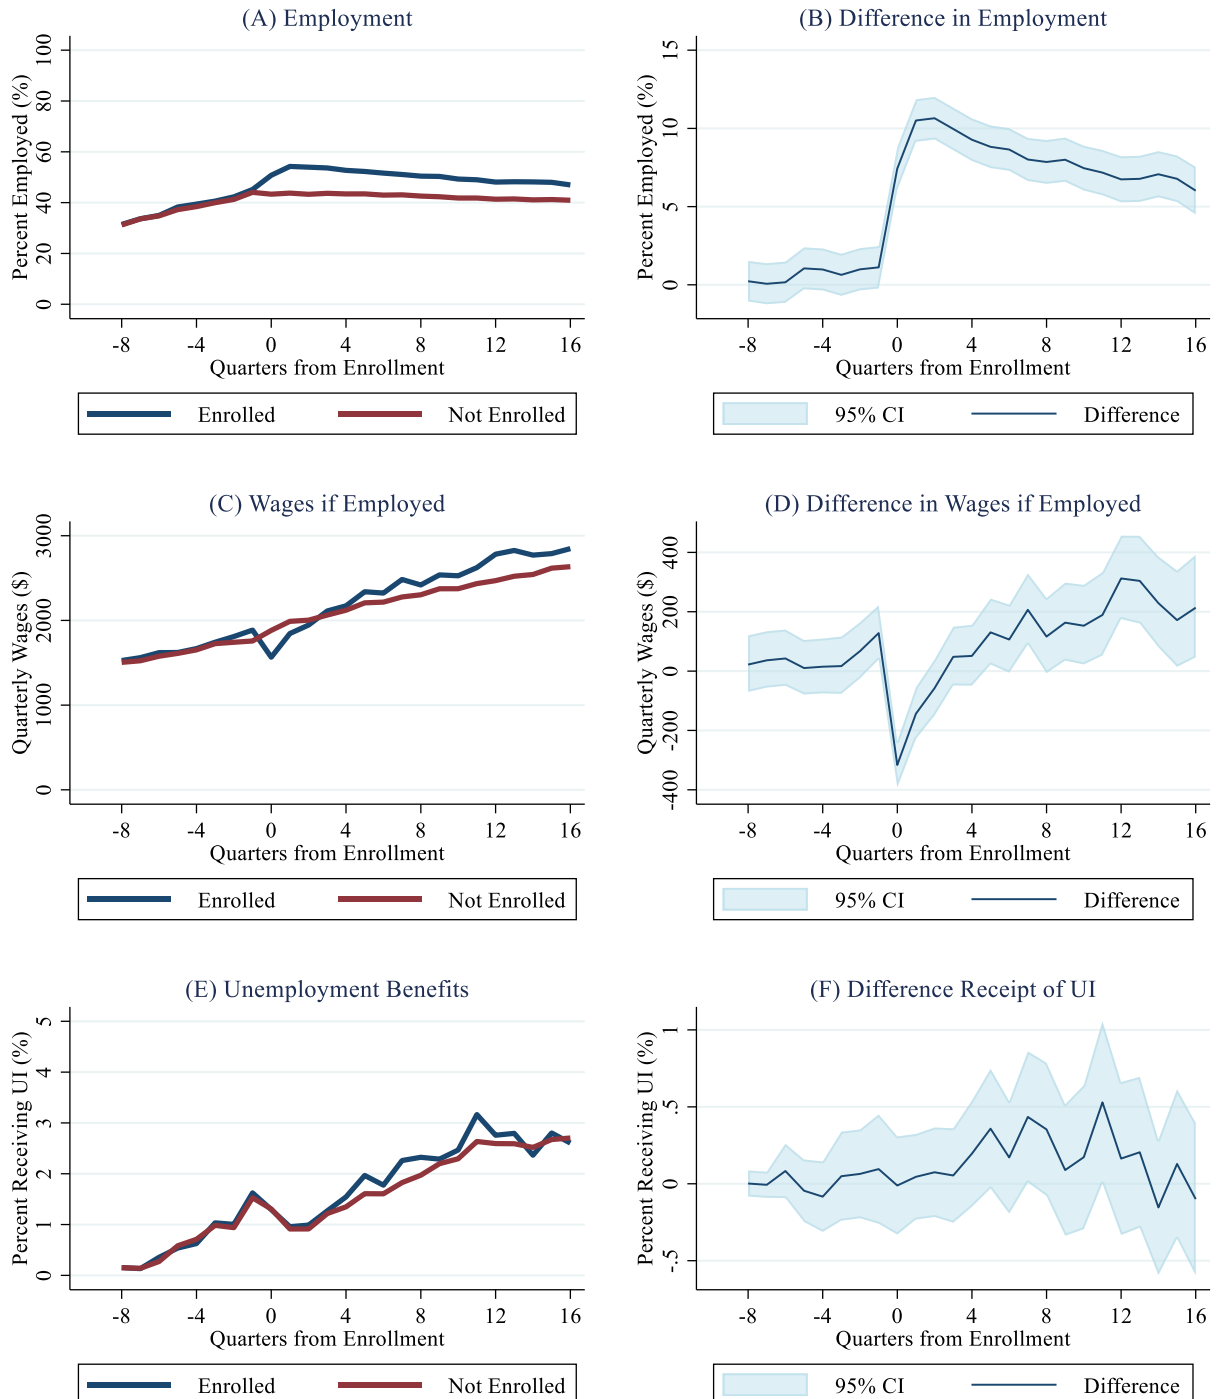 (A) Employment
Percent Employed (%)
100
80
60
40
20
0
-8 -4 0 4 8 12 16
Quarters from Enrollment
Enrolled Not Enrolled
(B) Difference in Employment
Percent Employed (%)
15
10
5
0
-8 -4 0 4 8 12 16
Quarters from Enrollment
95% CI Difference
(C) Wages if Employed
Quarterly Wages ($)
3000
2000
1000
0
-8 -4 0 4 8 12 16
Quarters from Enrollment
Enrolled Not Enrolled
(D) Difference in Wages if Employed
Quarterly Wages ($)
400
200
0
-200
-400
-8 -4 0 4 8 12 16
Quarters from Enrollment
95% CI Difference
(E) Unemployment Benefits
Percent Receiving UI (%)
5
4
3
2
1
0
-8 -4 0 4 8 12 16
Quarters from Enrollment
Enrolled Not Enrolled
(F) Difference Receipt of UI
Percent Receiving UI (%)
1
.5
0
-.5
-8 -4 0 4 8 12 16
Quarters from Enrollment
95% CI Difference